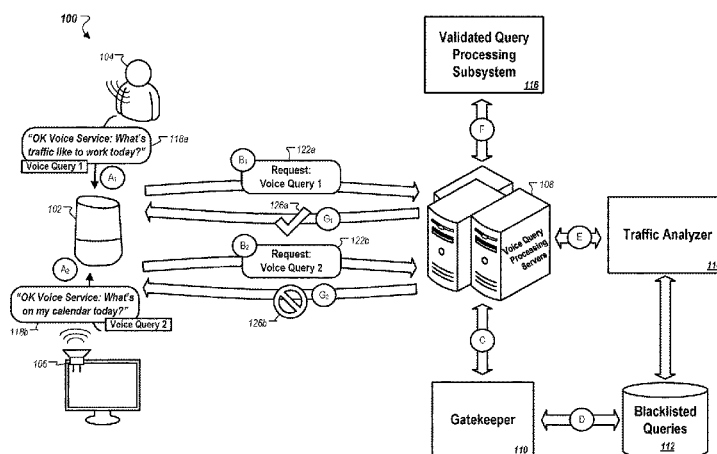 100
104
Validated Query
Processing
Subsystem
116
"OK Voice Service: What's
traffic like to work today?"
118a
Voice Query 1
A1
102
A2
"OK Voice Service: What's
on my calendar today?"
Voice Query 2
118b
106
122a
B1
Request:
Voice Query 1
126a
G1
B2
122b
Request:
Voice Query 2
G2
126b
F
108
Voice Query
Processing
Servers
E
Traffic Analyzer
11
C
Gatekeeper
110
D
Blacklisted
Queries
112